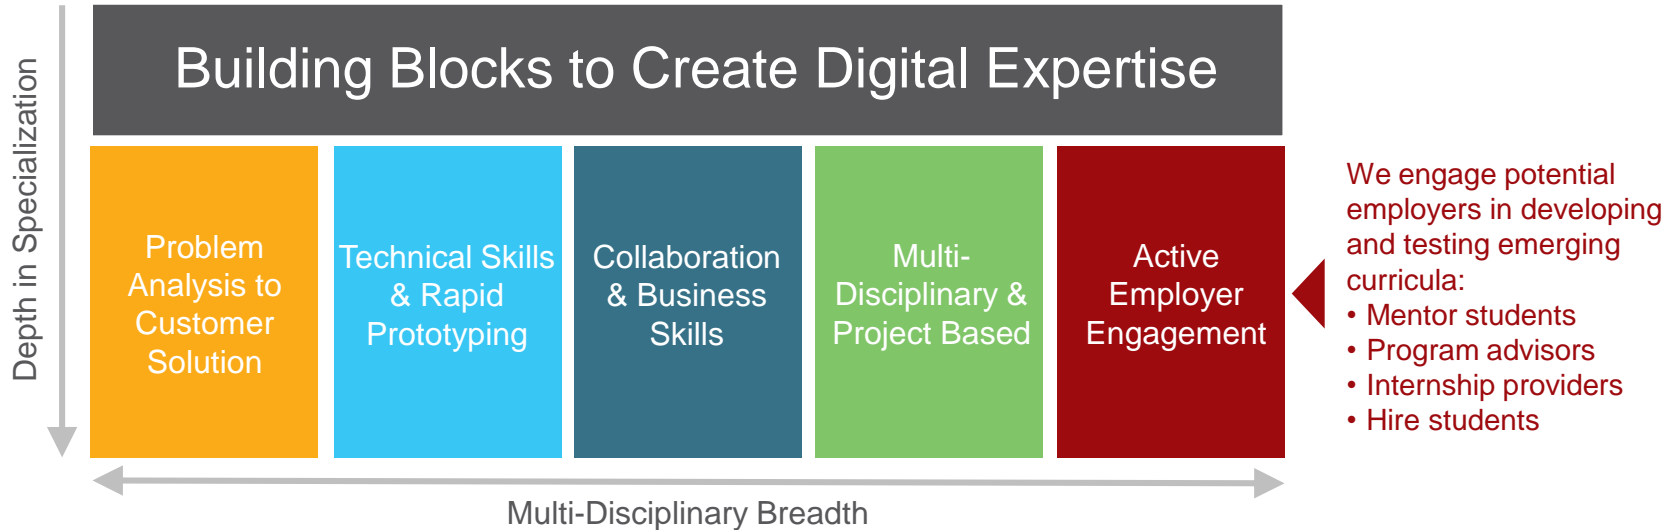 Building Blocks to Create Digital Expertise
Depth in Specialization
Problem
Analysis to
Customer
Solution
Technical Skills
& Rapid
Prototyping
Collaboration
& Business
Skills
Multi-
Disciplinary &
Project Based
Active
Employer
Engagement
We engage potential
employers in developing
and testing emerging
curricula:
• Mentor students
• Program advisors
• Internship providers
• Hire students
Multi-Disciplinary Breadth